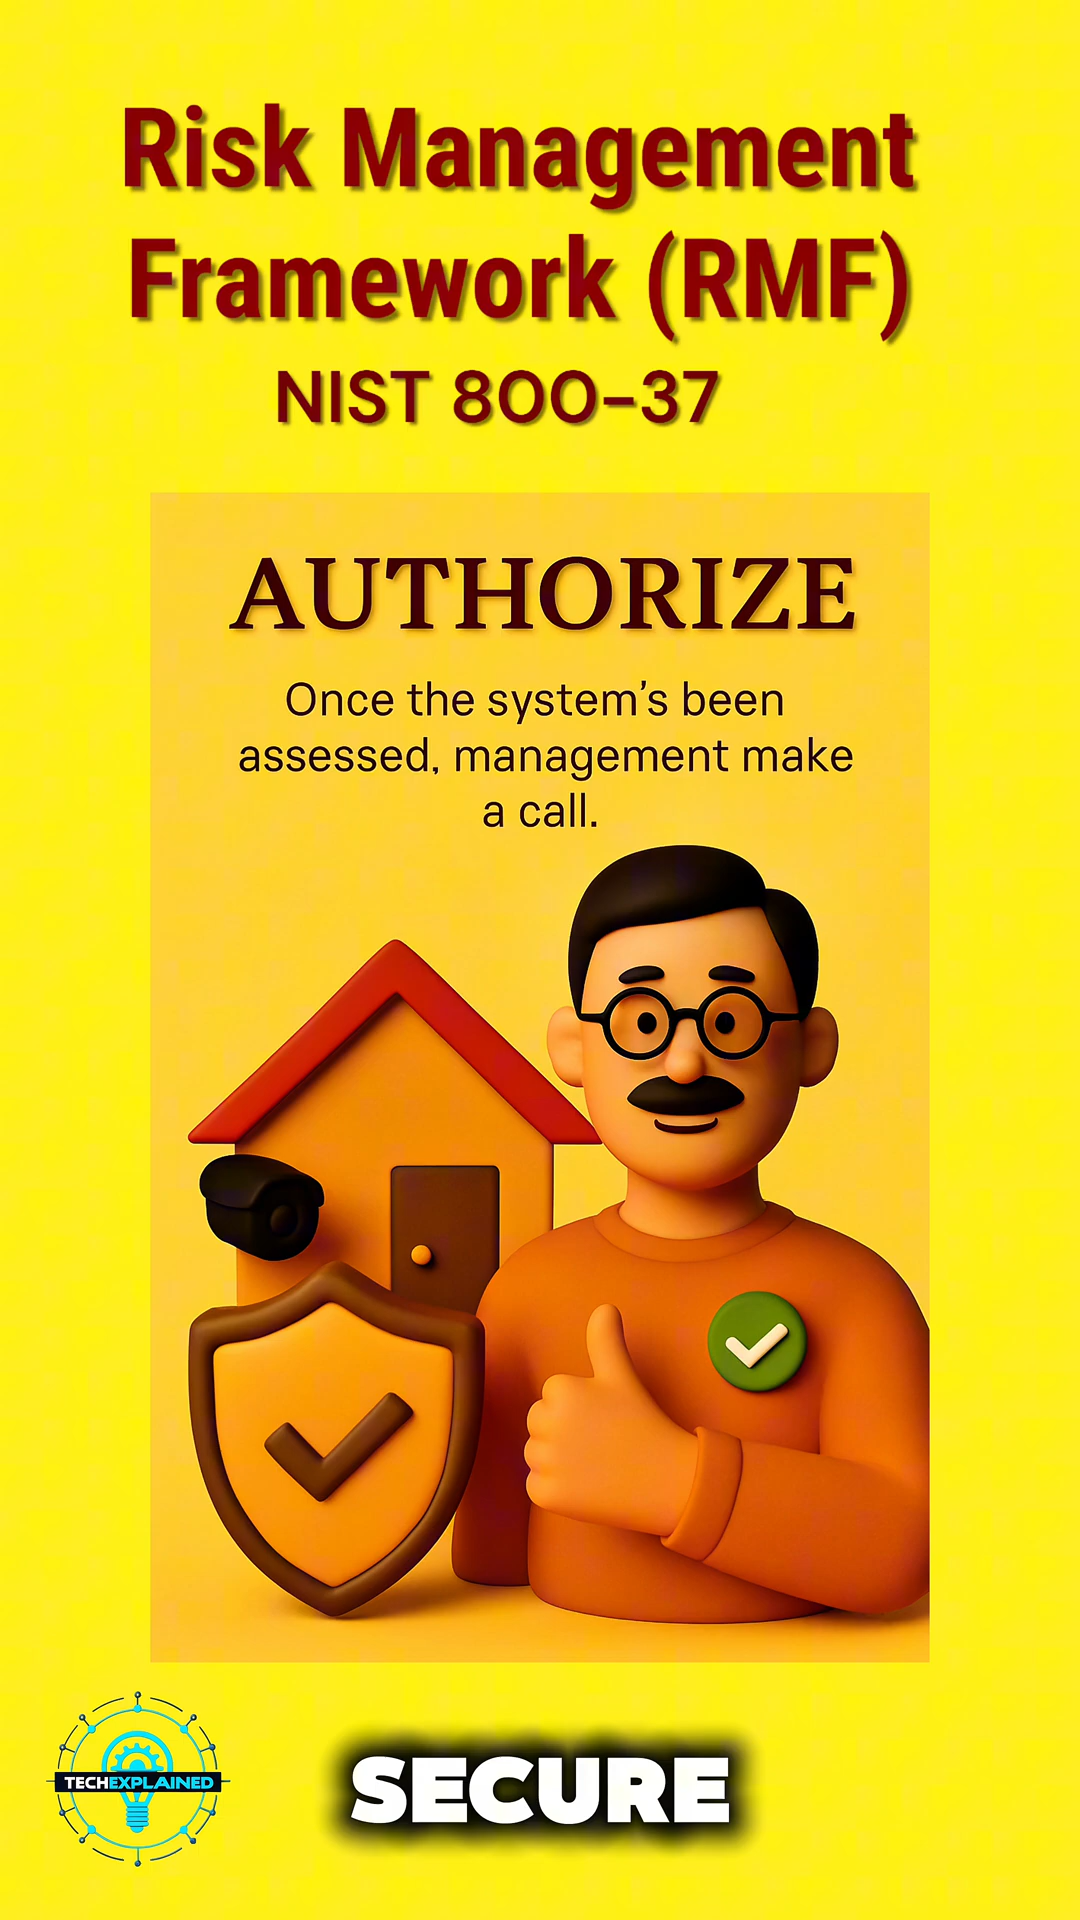 Risk Management
Framework (RMF)
NIST 800-37
AUTHORIZE
Once the system's been
assessed, management make
a call.
TECHEXPLAINED
SECURE